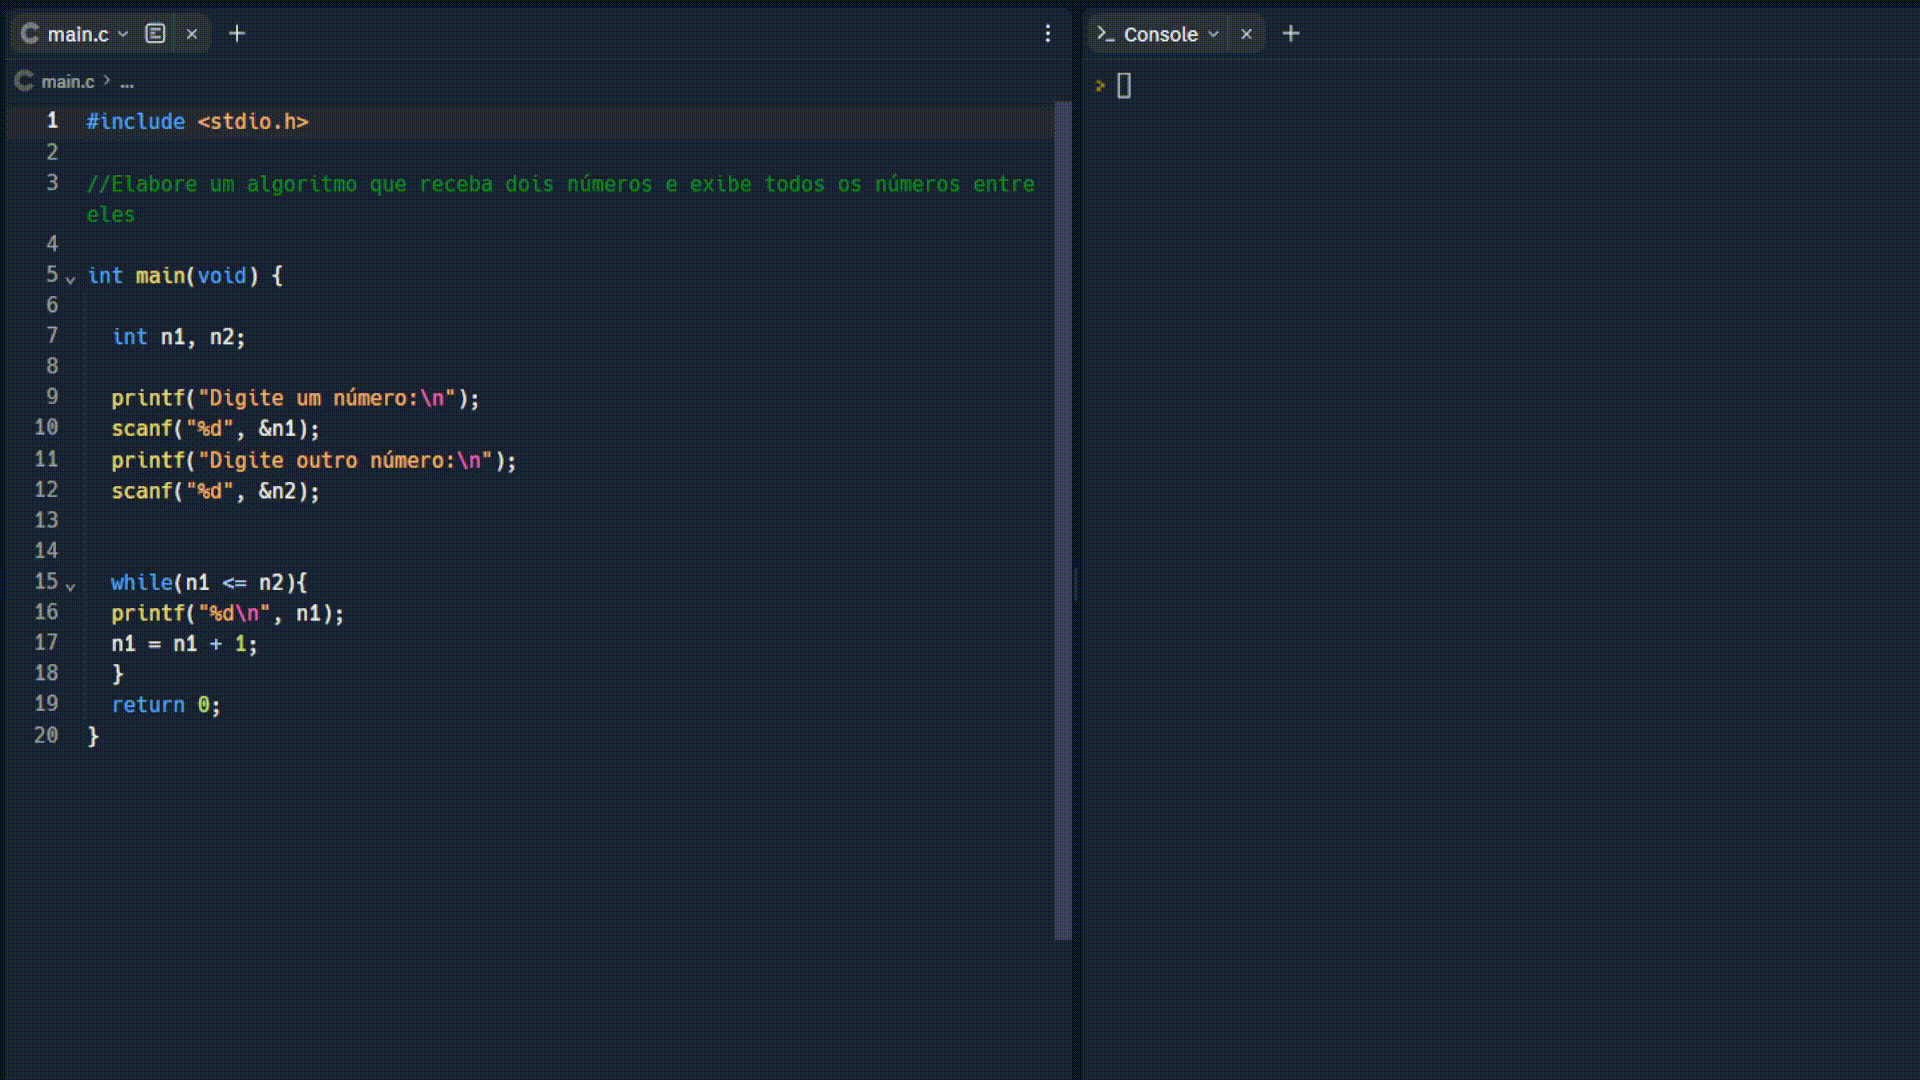 main.c
main.c > ...
1 #include <stdio.h>
2
3 //Elabore um algoritmo que receba dois números e exibe todos os números entre
eles
4
5 int main(void) {
6
7 int n1, n2;
8
9 printf("Digite um número:\n");
10 scanf("%d", &n1);
11 printf("Digite outro número:\n");
12 scanf("%d", &n2);
13
14
15 while(n1 <= n2){
16 printf("%d\n", n1);
17 n1 = n1 + 1;
18 }
19 return 0;
20 }
Console
>